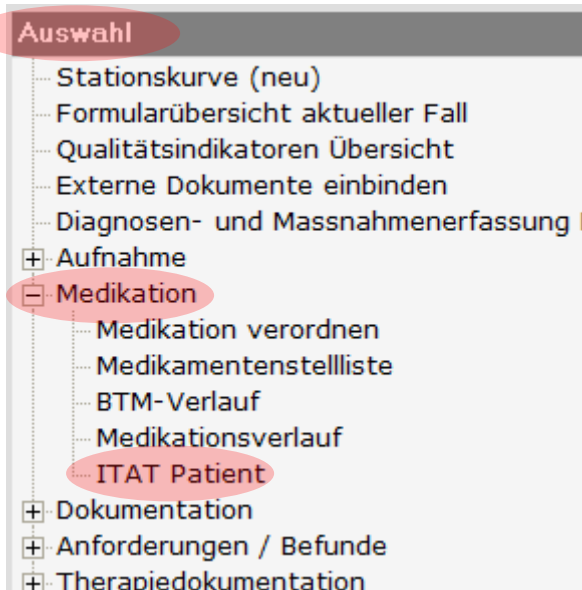 Auswahl
Stationskurve (neu)
Formularübersicht aktueller Fall
Qualitätsindikatoren Übersicht
Externe Dokumente einbinden
Diagnosen- und Massnahmenerfassung
Aufnahme
Medikation
Medikation verordnen
Medikamentenstellliste
BTM-Verlauf
Medikationsverlauf
ITAT Patient
Dokumentation
Anforderungen / Befunde
Therapiedokumentation